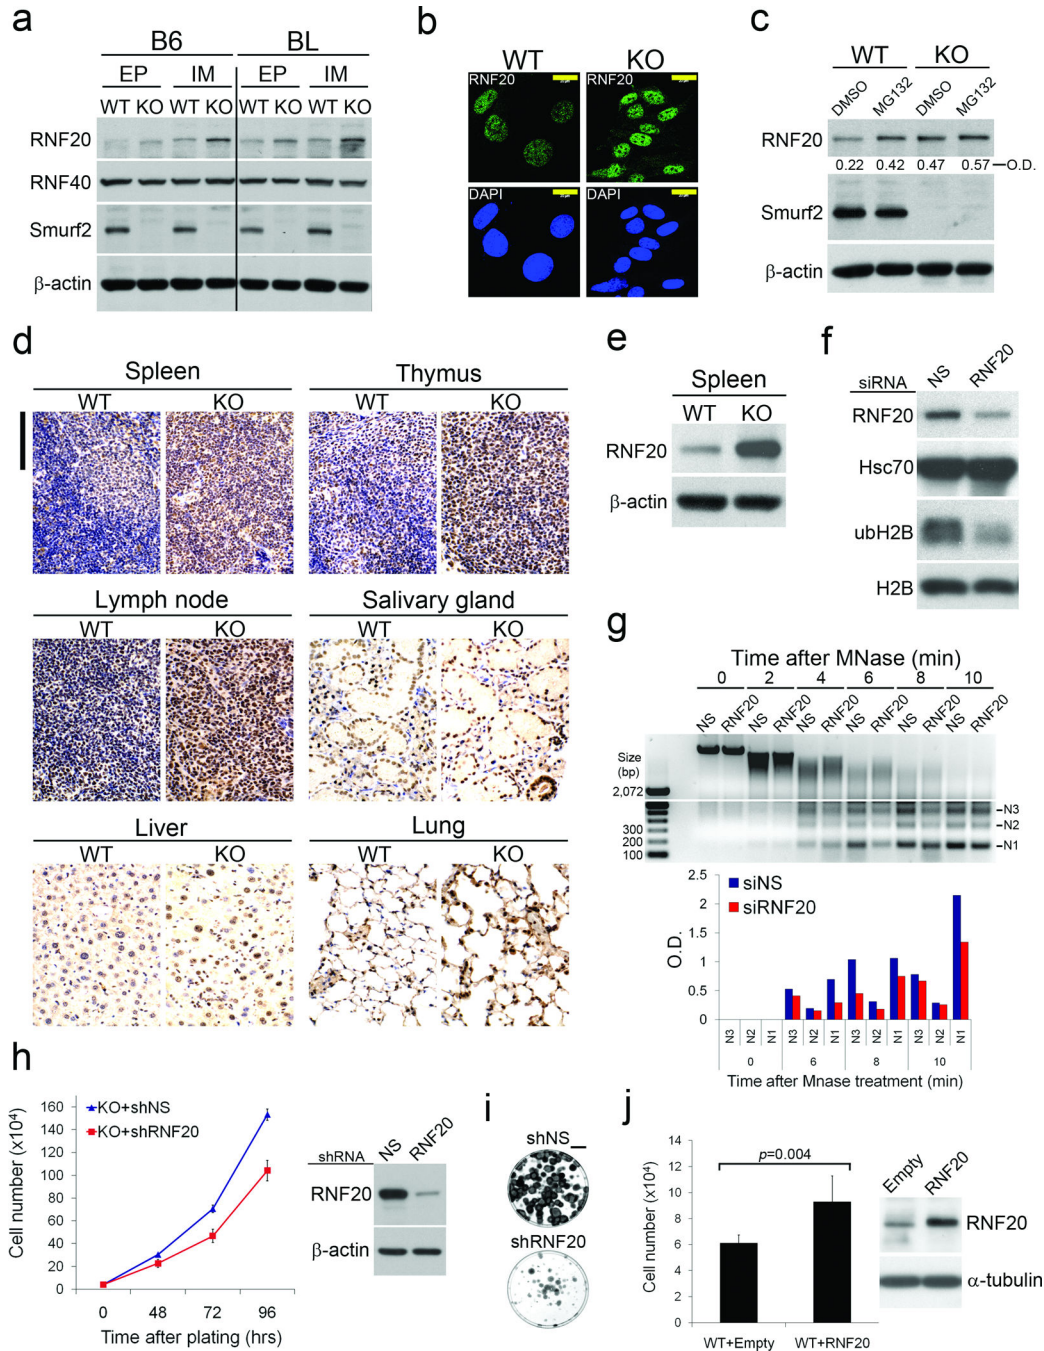 a
B6 BL
EP IM EP IM
WT KO WT KO WT KO WT KO
RNF20
RNF40
Smurf2
β-actin
b
WT KO
RNF20 RNF20
DAPI DAPI
c
WT KO
DMSO MG132 DMSO MG132
RNF20
0.22 0.42 0.47 0.57 O.D.
Smurf2
β-actin
d
Spleen Thymus
WT KO WT KO
Lymph node Salivary gland
WT KO WT KO
Liver Lung
WT KO WT KO
e
Spleen
WT KO
RNF20
β-actin
f
siRNA NS RNF20
RNF20
Hsc70
ubH2B
H2B
g
Time after MNase (min)
0 2 4 6 8 10
NS RNF20 NS RNF20 NS RNF20 NS RNF20 NS RNF20 NS RNF20
Size
(bp)
2,072
300
200
100
N3
N2
N1
siNS
siRNF20
O.D.
2.5
2
1.5
1
0.5
0
N3 N2 N1 N3 N2 N1 N3 N2 N1 N3 N2 N1
0 6 8 10
Time after Mnase treatment (min)
h
KO+shNS
KO+shRNF20
Cell number (x10⁴)
160
140
120
100
80
60
40
20
0
0 48 72 96
Time after plating (hrs)
shRNA NS RNF20
RNF20
β-actin
i
shNS
shRNF20
j
p=0.004
Cell number (x10⁴)
14
12
10
8
6
4
2
0
WT+Empty WT+RNF20
Empty RNF20
RNF20
α-tubulin